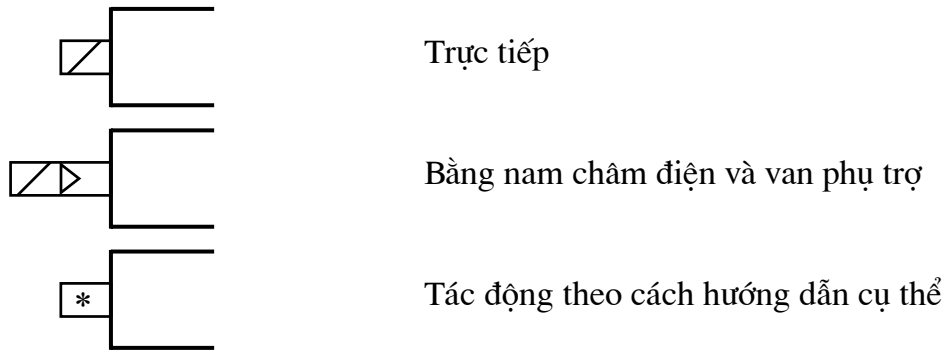 Trực tiếp
Bằng nam châm điện và van phụ trợ
*
Tác động theo cách hướng dẫn cụ thể